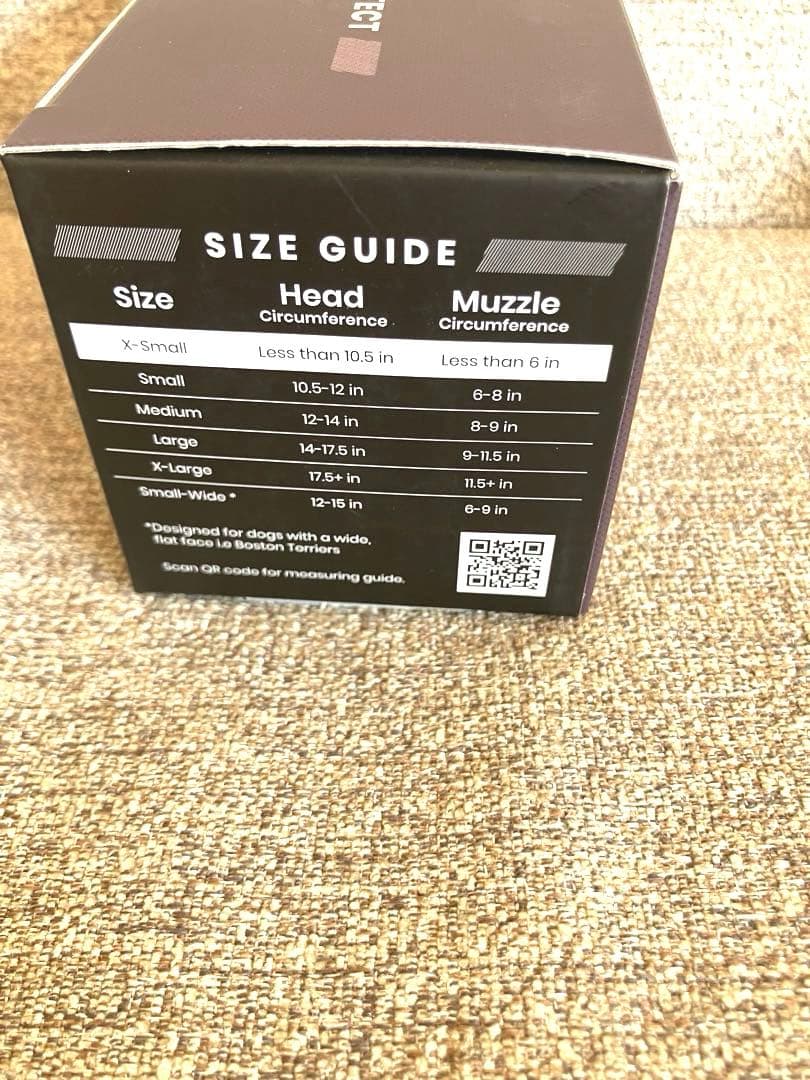 TECT
SIZE GUIDE
Size Head Muzzle
Circumference Circumference
X-Small Less than 10.5 in Less than 6 in
Small 10.5-12 in 6-8 in
Medium 12-14 in 8-9 in
Large 14-17.5 in 9-11.5 in
X-Large 17.5+ in 11.5+ in
Small-Wide * 12-15 in 6-9 in
*Designed for dogs with a wide,
flat face i.e Boston Terriers
Scan QR code for measuring guide.